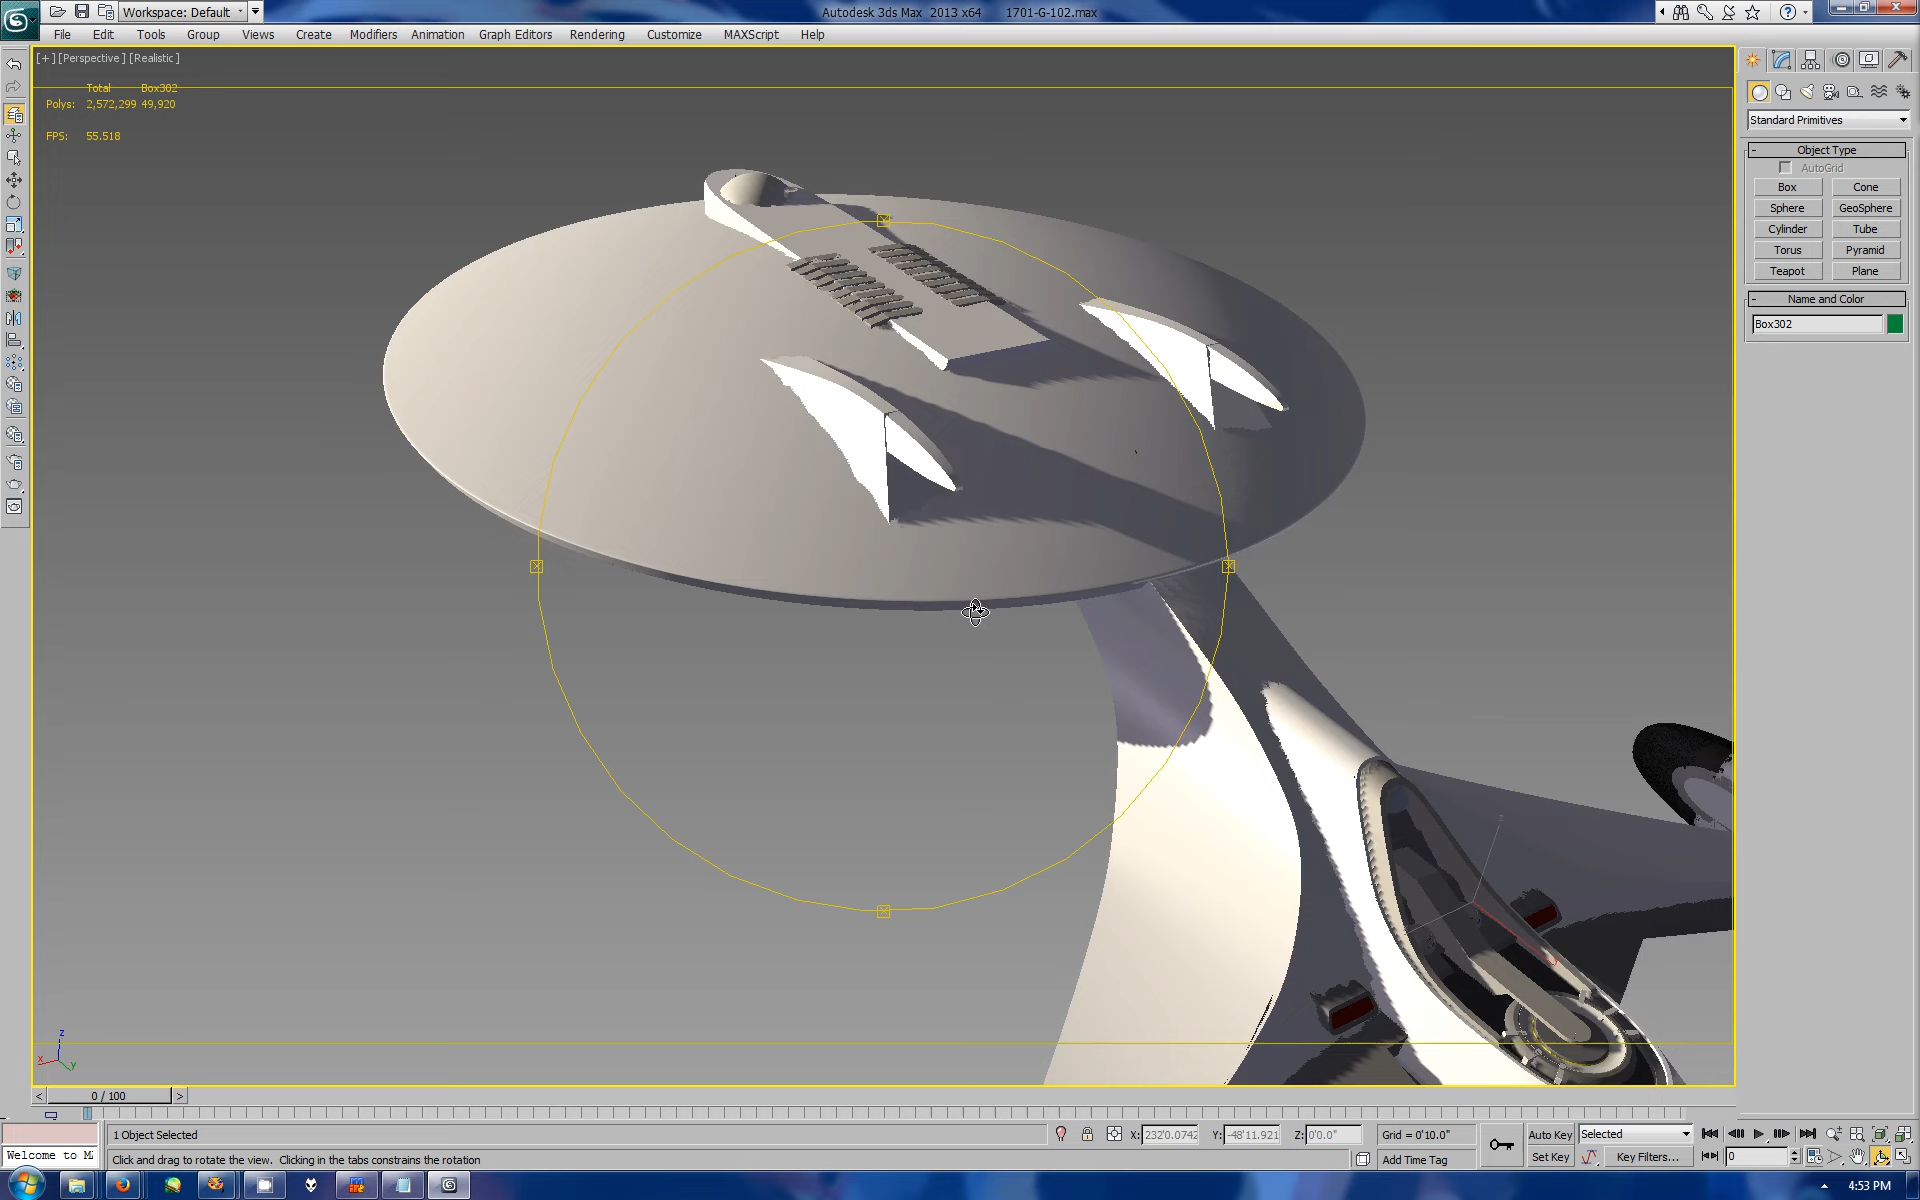 Workspace: Default
Autodesk 3ds Max 2013 x64 1701-G-102.max
File Edit Tools Group Views Create Modifiers Animation Graph Editors Rendering Customize MAXScript Help
[+] [Perspective] [Realistic]
Total Box302
Polys: 2,572,299 49,920
FPS: 55.518
Standard Primitives
- Object Type
AutoGrid
Box Cone
Sphere GeoSphere
Cylinder Tube
Torus Pyramid
Teapot Plane
- Name and Color
Box302
z
z
x y
< 0 / 100 >
1 Object Selected
X: 232'0.0742 Y: -48'11.921 Z: 0'0.0" Grid = 0'10.0" Auto Key Selected
Welcome to MA
Click and drag to rotate the view. Clicking in the tabs constrains the rotation
Add Time Tag Set Key Key Filters... 0
4:53 PM